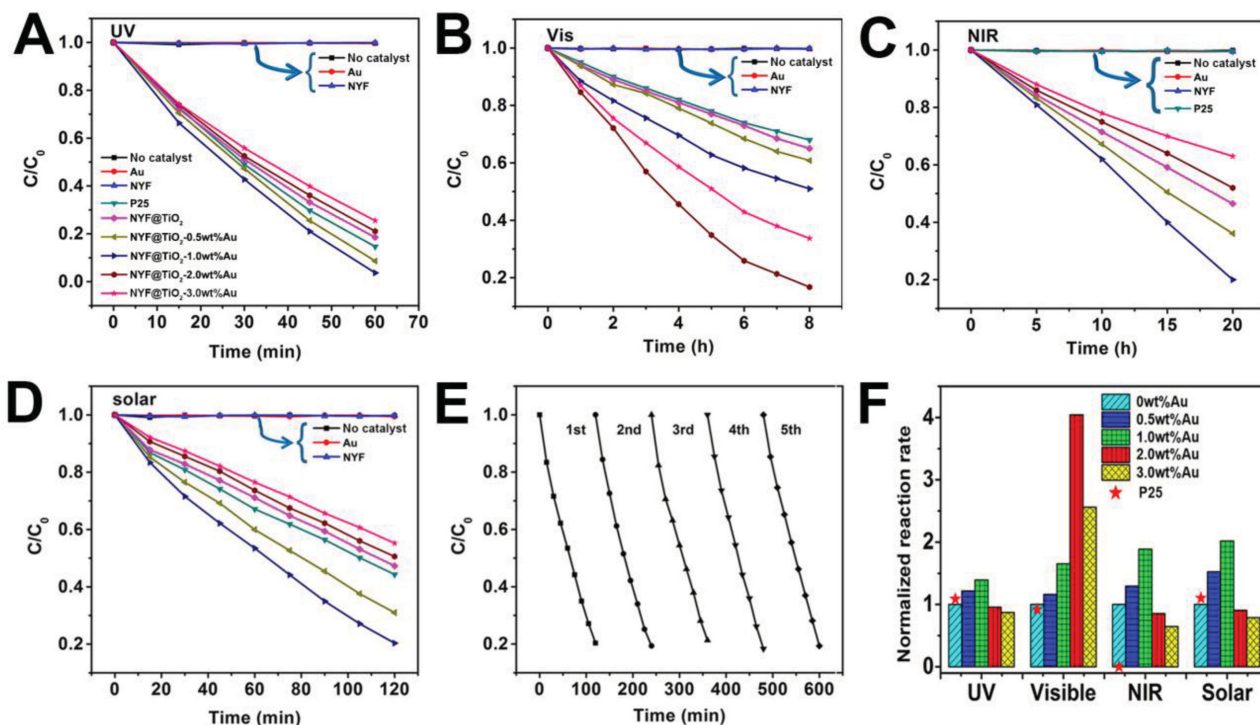 A
UV
C/C₀
1.0
0.8
0.6
0.4
0.2
0.0
No catalyst
Au
NYF
No catalyst
Au
NYF
P25
NYF@TiO₂
NYF@TiO₂-0.5wt%Au
NYF@TiO₂-1.0wt%Au
NYF@TiO₂-2.0wt%Au
NYF@TiO₂-3.0wt%Au
0 10 20 30 40 50 60 70
Time (min)
B
Vis
C/C₀
1.0
0.8
0.6
0.4
0.2
No catalyst
Au
NYF
0 2 4 6 8
Time (h)
C
NIR
C/C₀
1.0
0.8
0.6
0.4
0.2
No catalyst
Au
NYF
P25
0 5 10 15 20
Time (h)
D
solar
C/C₀
1.0
0.8
0.6
0.4
0.2
No catalyst
Au
NYF
0 20 40 60 80 100 120
Time (min)
E
C/C₀
1.0
0.8
0.6
0.4
0.2
1st 2nd 3rd 4th 5th
0 100 200 300 400 500 600
Time (min)
F
Normalized reaction rate
4
3
2
1
0
0wt%Au
0.5wt%Au
1.0wt%Au
2.0wt%Au
3.0wt%Au
P25
UV Visible NIR Solar